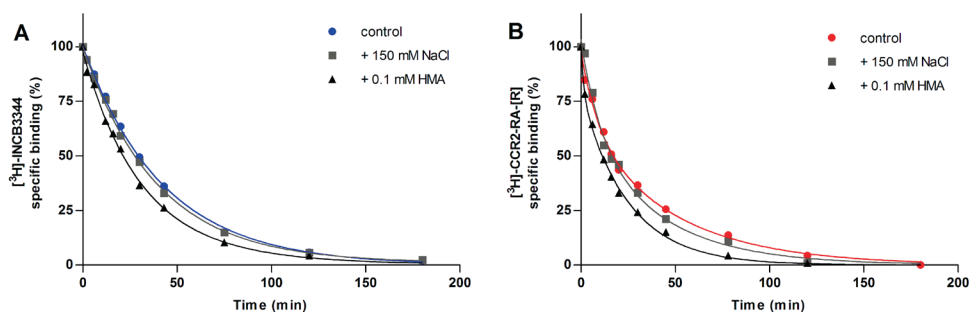 A
control
+ 150 mM NaCl
+ 0.1 mM HMA
[³H]-INCB3344
specific binding (%)
100
75
50
25
0
0 50 100 150 200
Time (min)
B
control
+ 150 mM NaCl
+ 0.1 mM HMA
[³H]-CCR2-RA-[R]
specific binding (%)
100
75
50
25
0
0 50 100 150 200
Time (min)